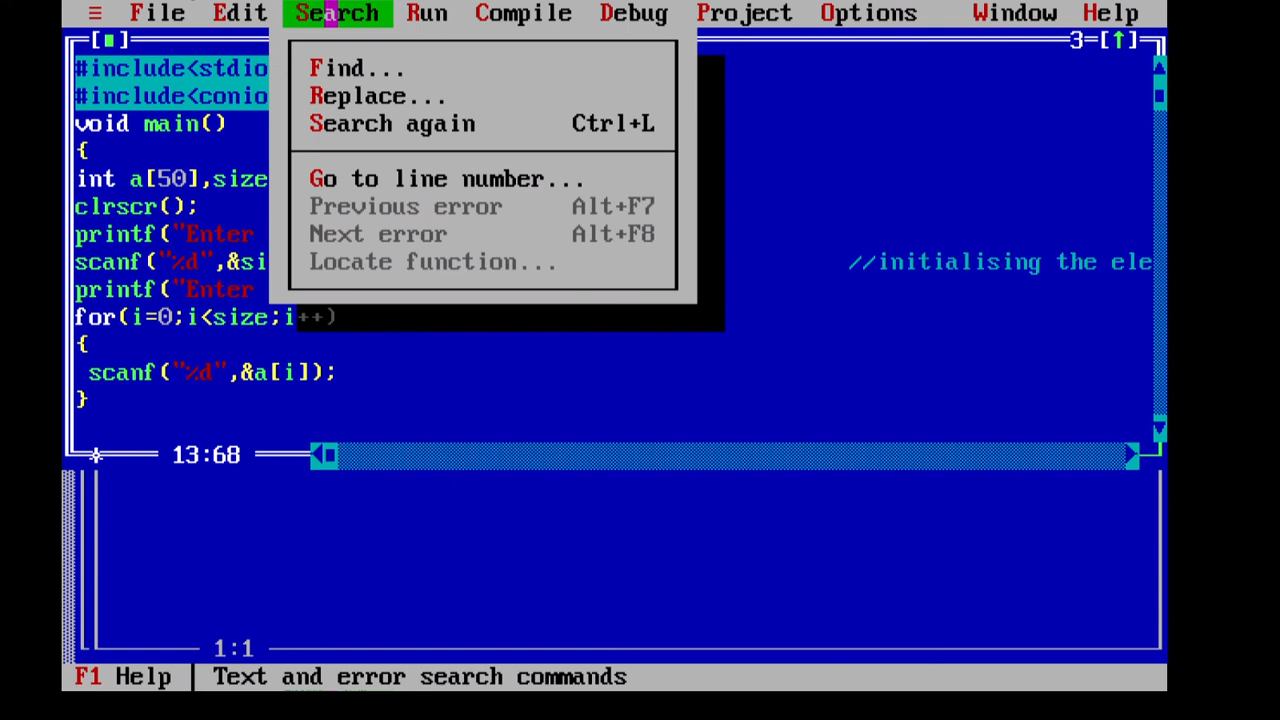 ≡ File Edit Search Run Compile Debug Project Options Window Help
[■] 3=[↑]
#include<stdio
#include<conio
void main()
{
int a[50],size
clrscr();
printf("Enter
scanf("%d",&si //initialising the ele
printf("Enter
for(i=0;i<size;i++)
{
scanf("%d",&a[i]);
}
Find...
Replace...
Search again Ctrl+L
Go to line number...
Previous error Alt+F7
Next error Alt+F8
Locate function...
13:68
1:1
F1 Help │ Text and error search commands